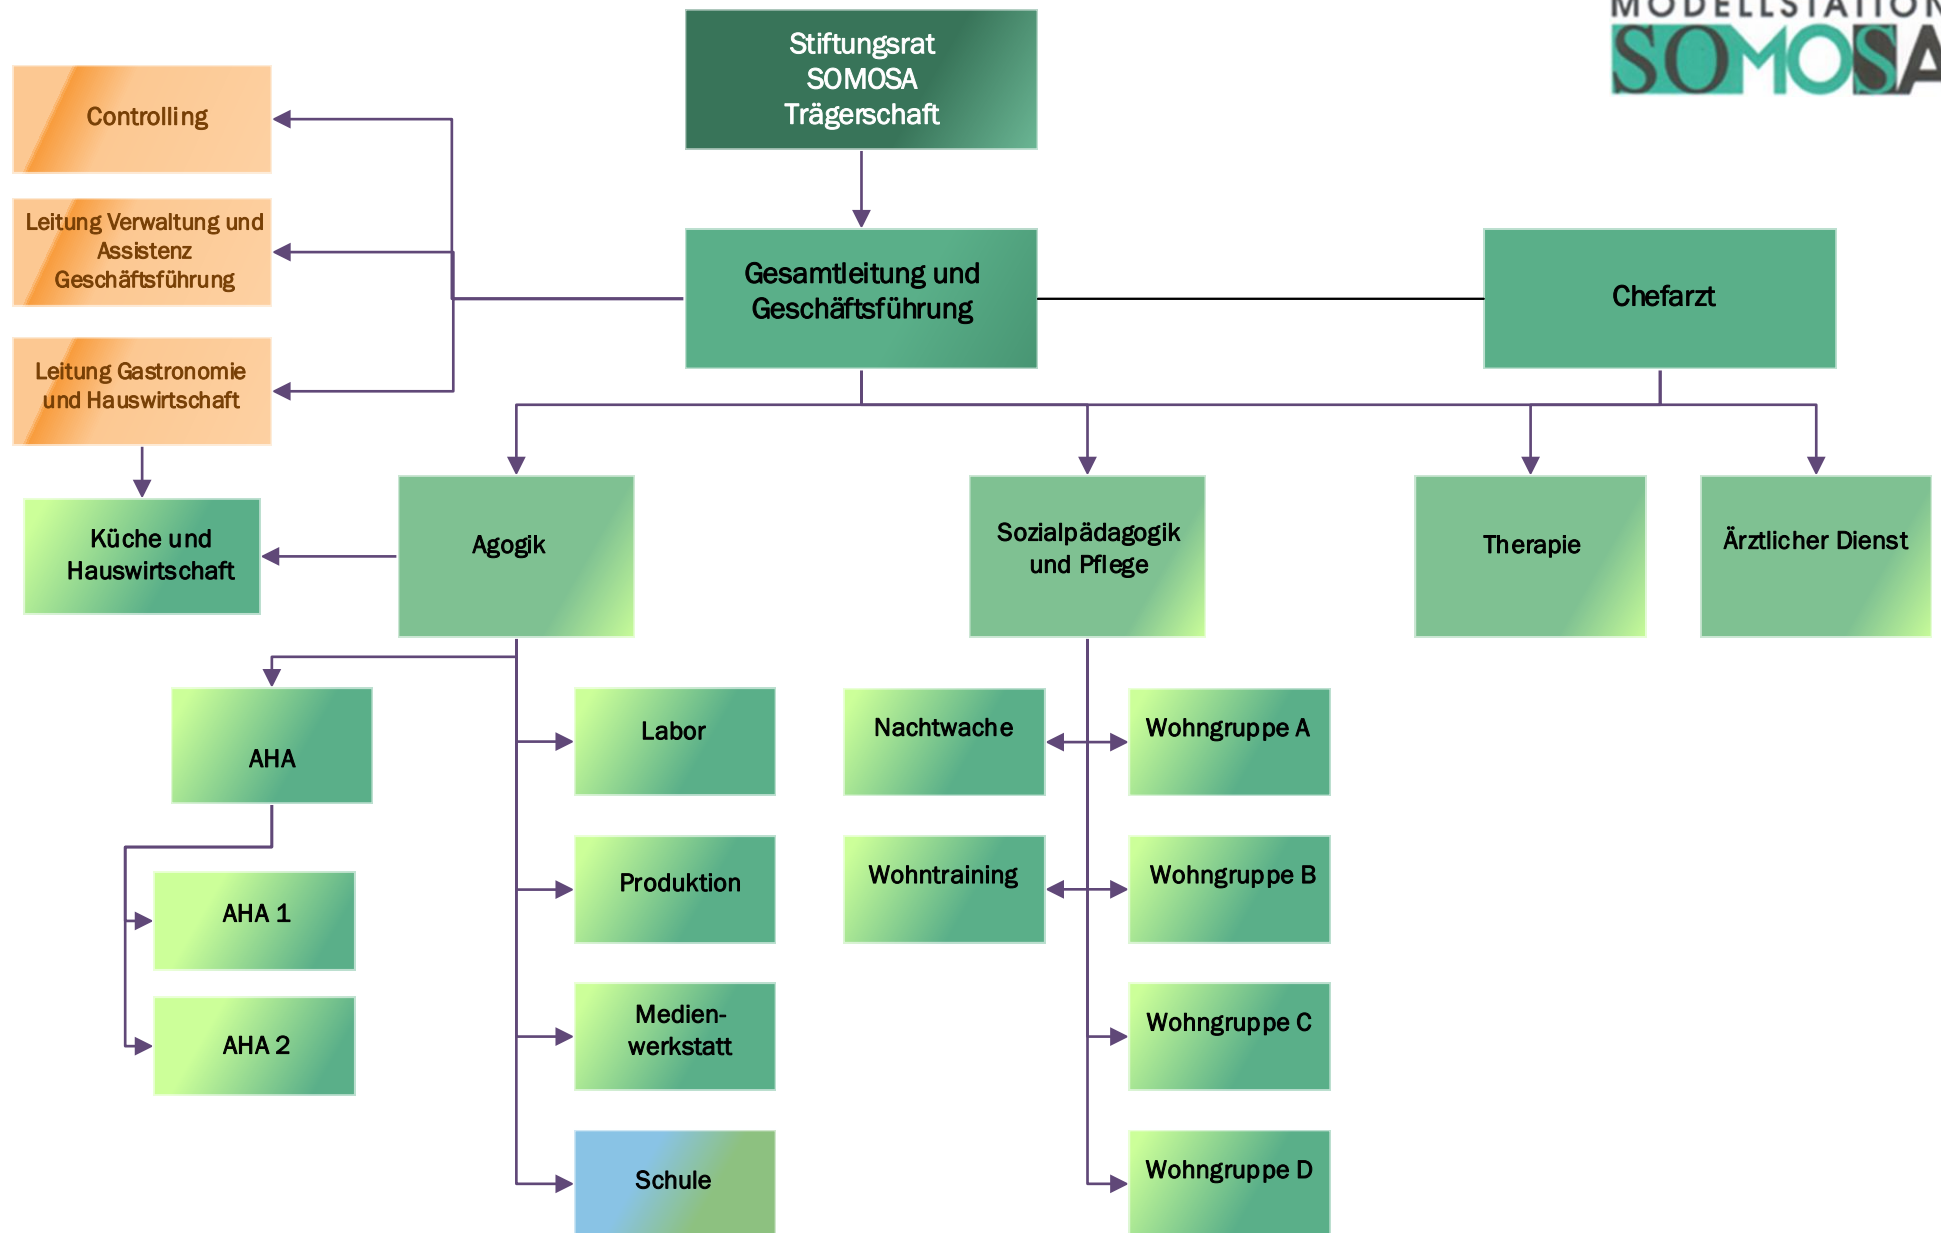 MODELLSTATION
SOMOSA
Stiftungsrat
SOMOSA
Trägerschaft
Controlling
Leitung Verwaltung und
Assistenz
Geschäftsführung
Gesamtleitung und
Geschäftsführung
Chefarzt
Leitung Gastronomie
und Hauswirtschaft
Küche und
Hauswirtschaft
Agogik
Sozialpädagogik
und Pflege
Therapie
Ärztlicher Dienst
AHA
Labor
Nachtwache
Wohngruppe A
Produktion
Wohntraining
Wohngruppe B
AHA 1
AHA 2
Medien-
werkstatt
Wohngruppe C
Schule
Wohngruppe D